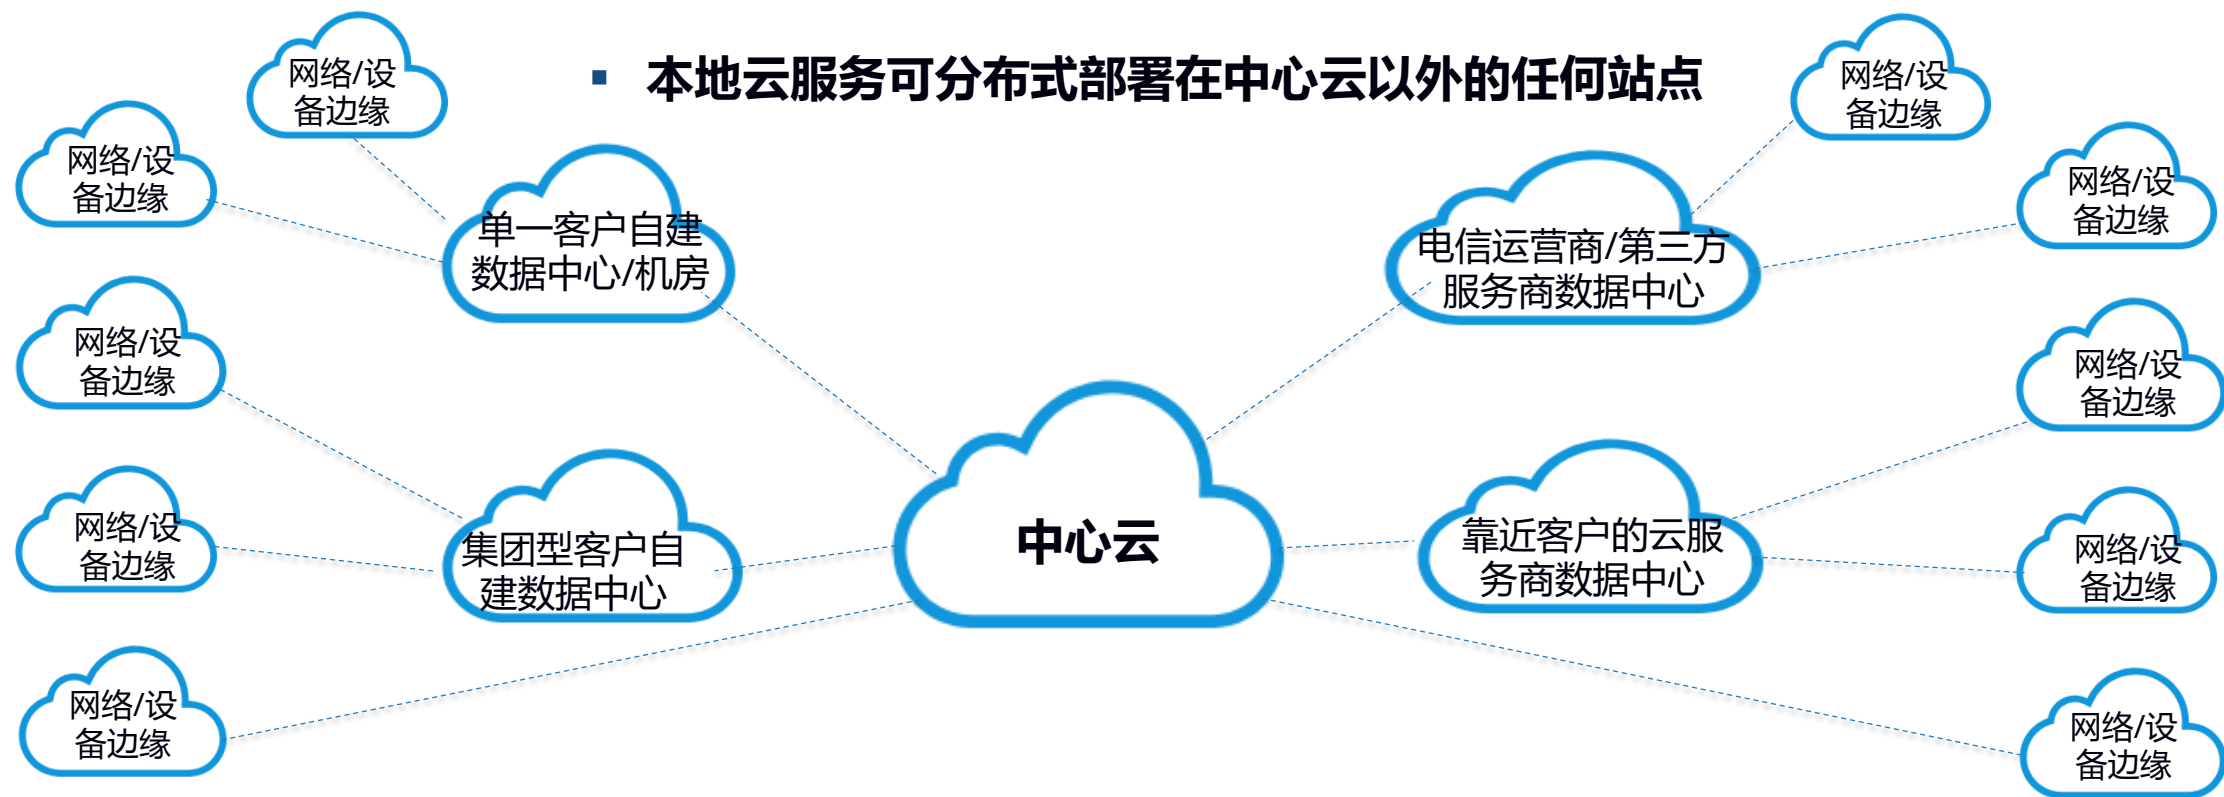 网络/设
备边缘
▪ 本地云服务可分布式部署在中心云以外的任何站点
网络/设
备边缘
网络/设
备边缘
网络/设
备边缘
单一客户自建
数据中心/机房
电信运营商/第三方
服务商数据中心
网络/设
备边缘
网络/设
备边缘
网络/设
备边缘
集团型客户自
建数据中心
中心云
靠近客户的云服
务商数据中心
网络/设
备边缘
网络/设
备边缘
网络/设
备边缘
网络/设
备边缘